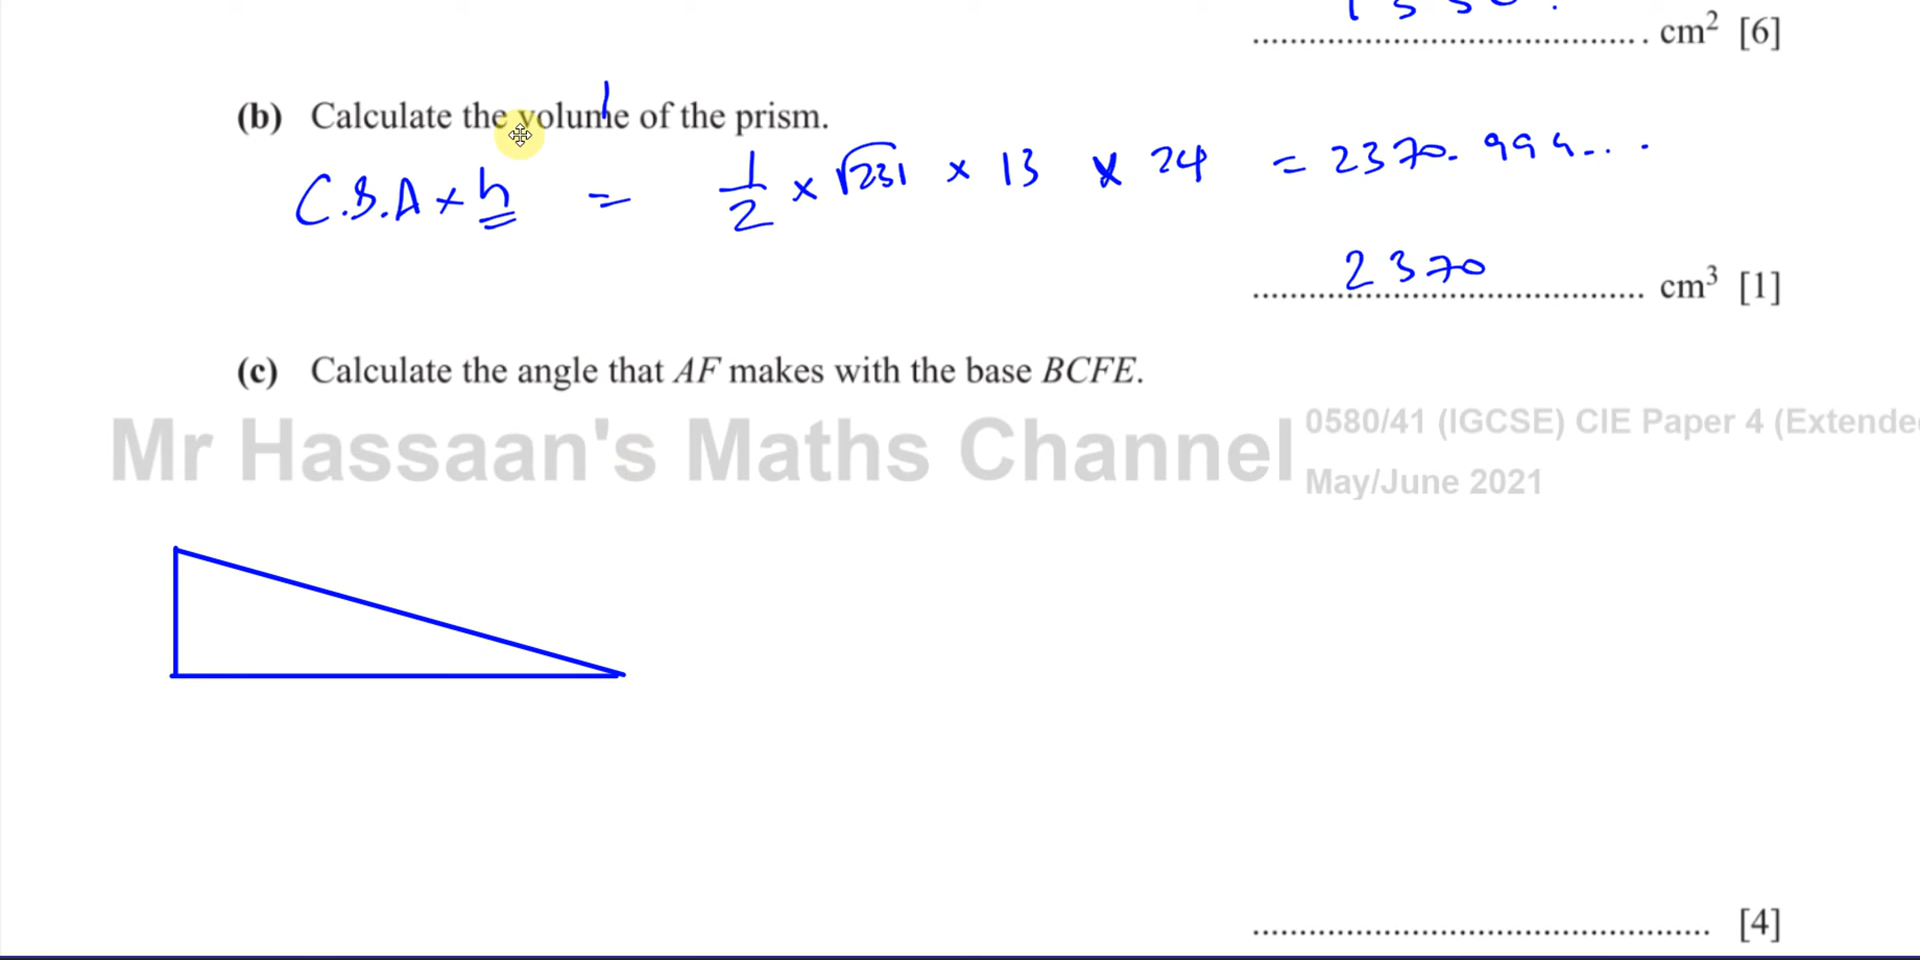 cm² [6]
(b) Calculate the volume of the prism.
C.S.A × h = 1/2 × √231 × 13 × 24 = 2370.999...
2370 cm³ [1]
(c) Calculate the angle that AF makes with the base BCFE.
Mr Hassaan's Maths Channel
0580/41 (IGCSE) CIE Paper 4 (Extende
May/June 2021
[4]